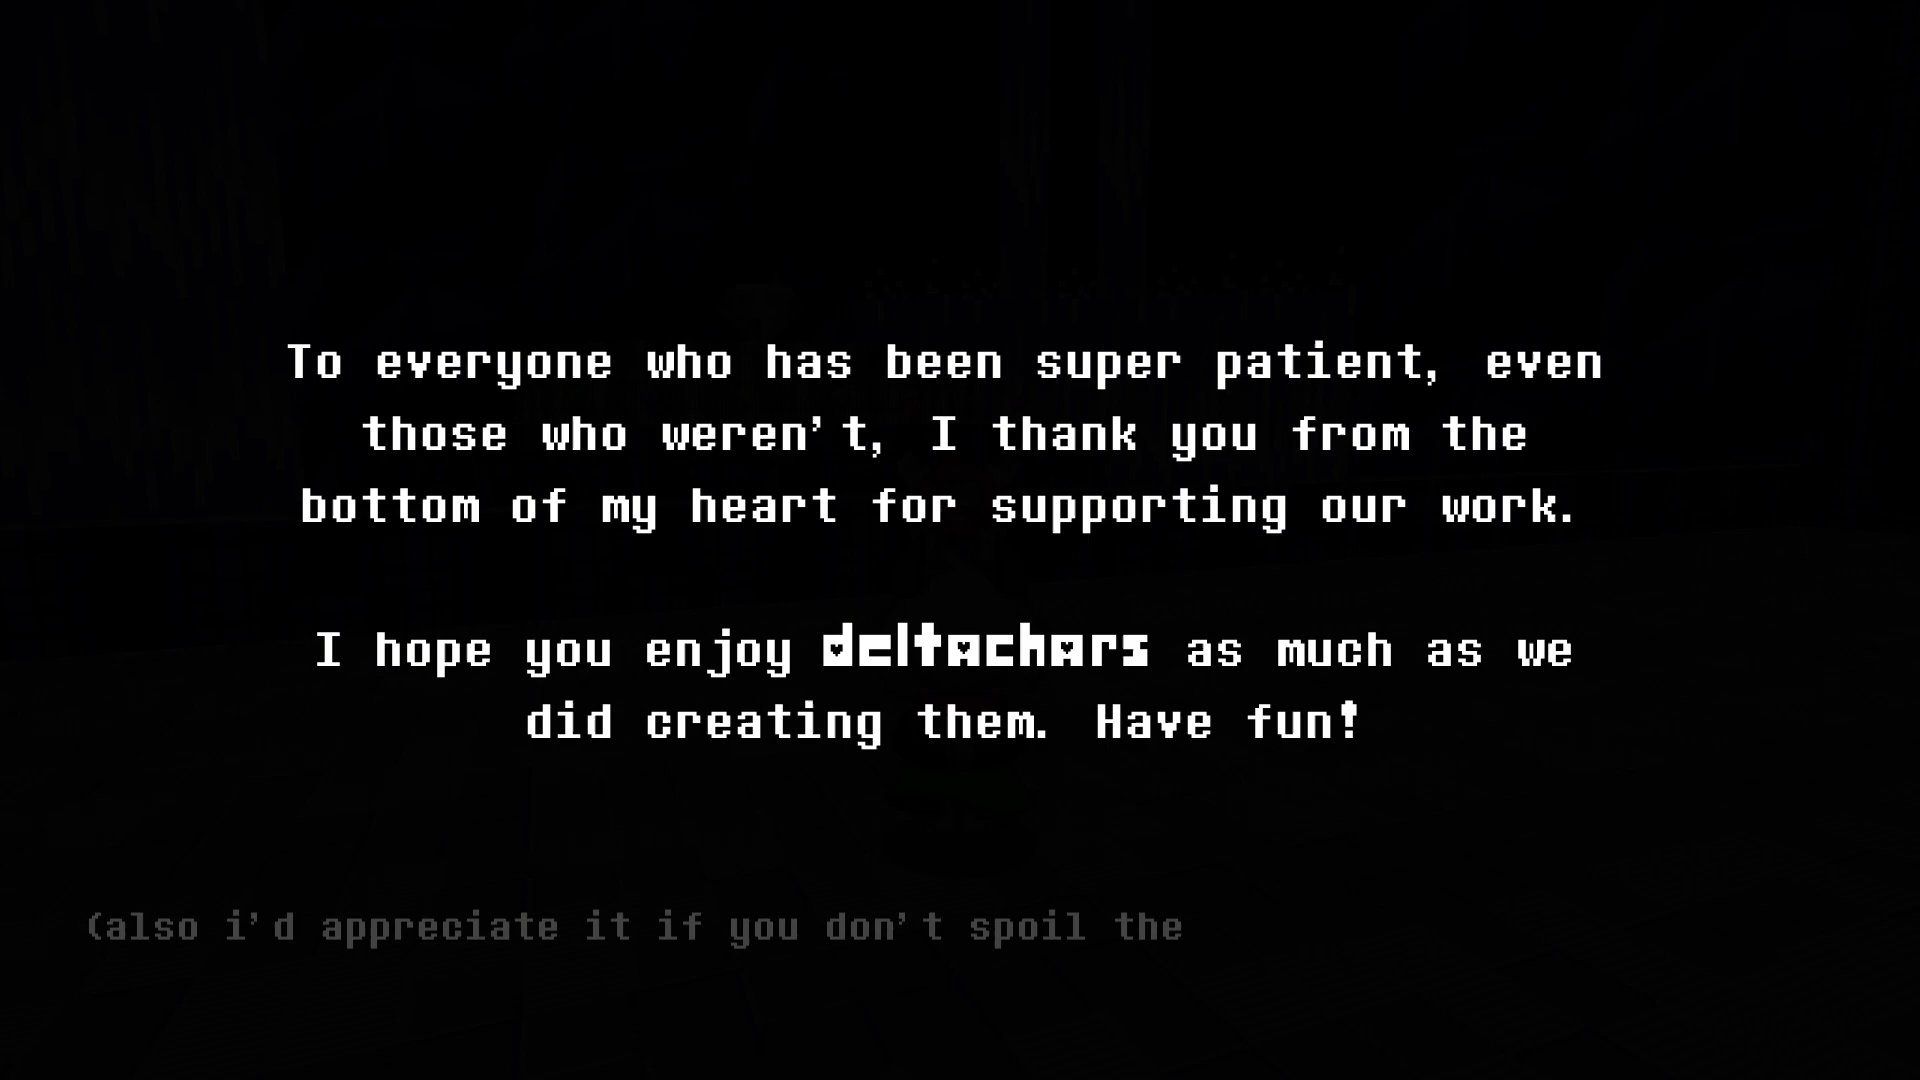 To everyone who has been super patient, even
those who weren't, I thank you from the
bottom of my heart for supporting our work.
I hope you enjoy deltachars as much as we
did creating them. Have fun!
(also i'd appreciate it if you don't spoil the